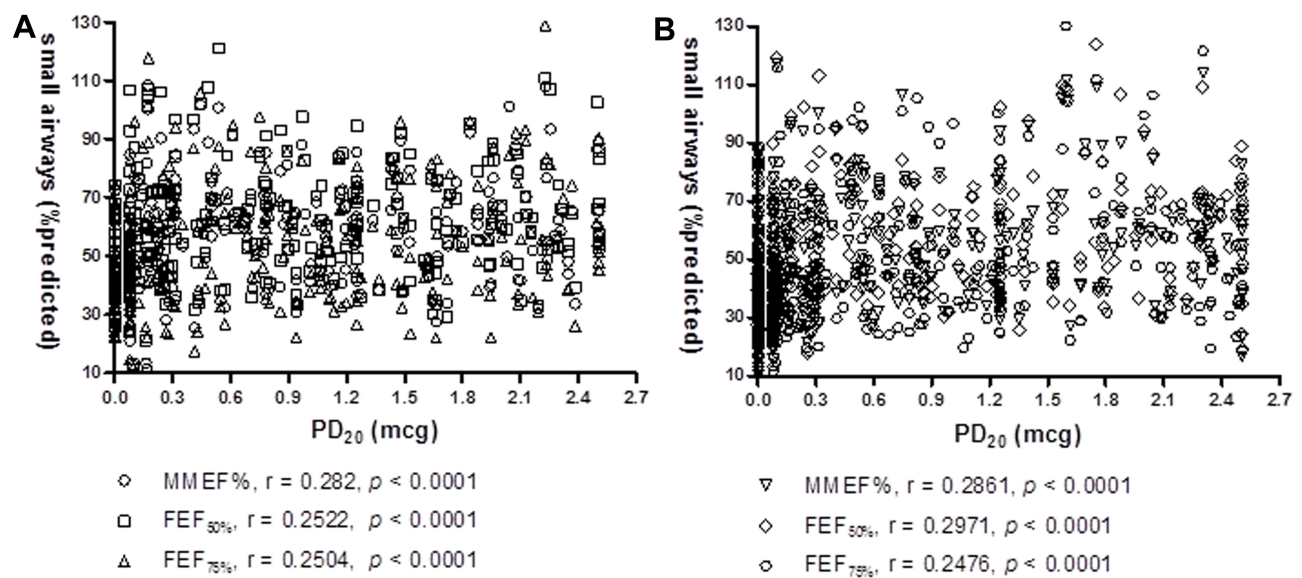 A
small airways (%predicted)
130
110
90
70
50
30
10
0.0 0.3 0.6 0.9 1.2 1.5 1.8 2.1 2.4 2.7
PD20 (mcg)
MMEF%, r = 0.282, p < 0.0001
FEF50%, r = 0.2522, p < 0.0001
FEF75%, r = 0.2504, p < 0.0001
B
small airways (%predicted)
130
110
90
70
50
30
10
0.0 0.3 0.6 0.9 1.2 1.5 1.8 2.1 2.4 2.7
PD20 (mcg)
MMEF%, r = 0.2861, p < 0.0001
FEF50%, r = 0.2971, p < 0.0001
FEF75%, r = 0.2476, p < 0.0001